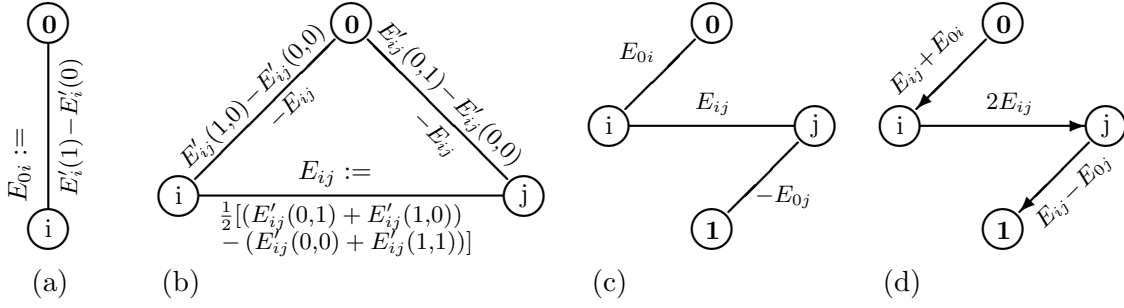 0
E_{0i} :=
E'_i(1)−E'_i(0)
i
(a)
0
E'_{ij}(1,0)−E'_{ij}(0,0)
−E_{ij}
E'_{ij}(0,1)−E'_{ij}(0,0)
−E_{ij}
i
E_{ij} :=
j
½[(E'_{ij}(0,1) + E'_{ij}(1,0))
− (E'_{ij}(0,0) + E'_{ij}(1,1))]
(b)
0
E_{0i}
i
E_{ij}
j
−E_{0j}
1
(c)
0
E_{ij}+E_{0i}
i
2E_{ij}
j
E_{ij}−E_{0j}
1
(d)